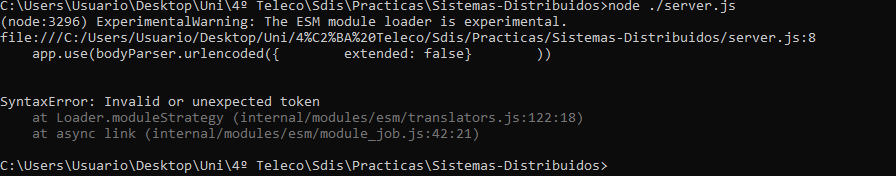 C:\Users\Usuario\Desktop\Uni\4º Teleco\Sdis\Practicas\Sistemas-Distribuidos>node ./server.js
(node:3296) ExperimentalWarning: The ESM module loader is experimental.
file:///C:/Users/Usuario/Desktop/Uni/4%C2%BA%20Teleco/Sdis/Practicas/Sistemas-Distribuidos/server.js:8
    app.use(bodyParser.urlencoded({        extended: false}        ))
SyntaxError: Invalid or unexpected token
    at Loader.moduleStrategy (internal/modules/esm/translators.js:122:18)
    at async link (internal/modules/esm/module_job.js:42:21)
C:\Users\Usuario\Desktop\Uni\4º Teleco\Sdis\Practicas\Sistemas-Distribuidos>